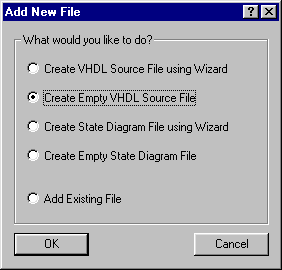 Add New File
What would you like to do?
Create VHDL Source File using Wizard
Create Empty VHDL Source File
Create State Diagram File using Wizard
Create Empty State Diagram File
Add Existing File
OK
Cancel